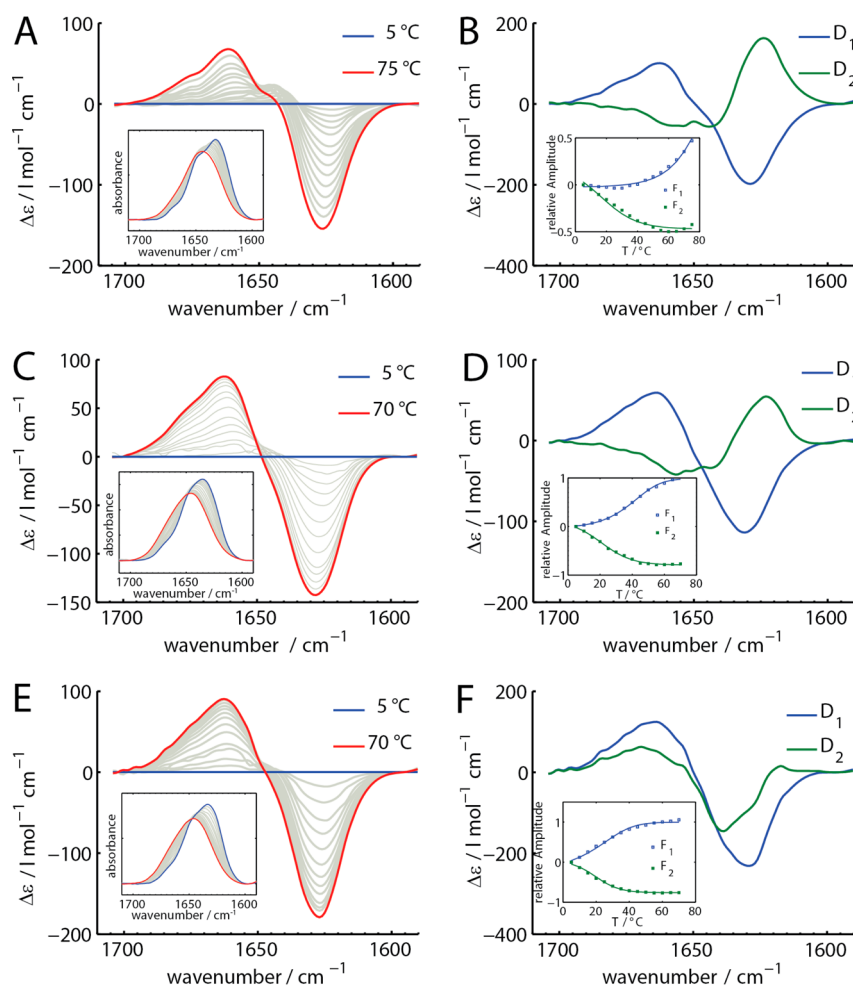 A
Δε / l mol⁻¹ cm⁻¹
100
0
−100
−200
5 °C
75 °C
absorbance
1700 1650 1600
wavenumber / cm⁻¹
1700 1650 1600
wavenumber / cm⁻¹
B
Δε / l mol⁻¹ cm⁻¹
200
0
−200
−400
D₁
D₂
relative Amplitude
0.5
0
−0.5
F₁
F₂
0 20 40 60 80
T / °C
1700 1650 1600
wavenumber / cm⁻¹
C
Δε / l mol⁻¹ cm⁻¹
100
50
0
−50
−100
−150
5 °C
70 °C
absorbance
1700 1650 1600
wavenumber / cm⁻¹
1700 1650 1600
wavenumber / cm⁻¹
D
Δε / l mol⁻¹ cm⁻¹
100
0
−100
−200
D
relative Amplitude
1
0
−1
F₁
F₂
0 20 40 60 80
T / °C
1700 1650 1600
wavenumber / cm⁻¹
E
Δε / l mol⁻¹ cm⁻¹
100
0
−100
−200
5 °C
70 °C
absorbance
1700 1650 1600
wavenumber / cm⁻¹
1700 1650 1600
wavenumber / cm⁻¹
F
Δε / l mol⁻¹ cm⁻¹
200
0
−200
−400
D₁
D₂
relative Amplitude
1
0
−1
F₁
F₂
0 20 40 60 80
T / °C
1700 1650 1600
wavenumber / cm⁻¹